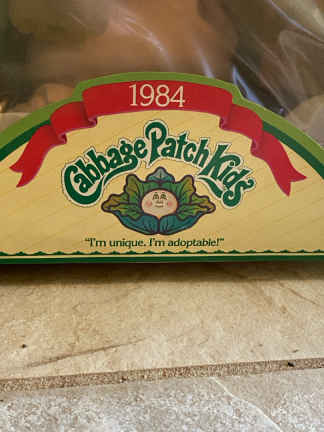 1984
Cabbage Patch Kids
"I'm unique. I'm adoptable!"